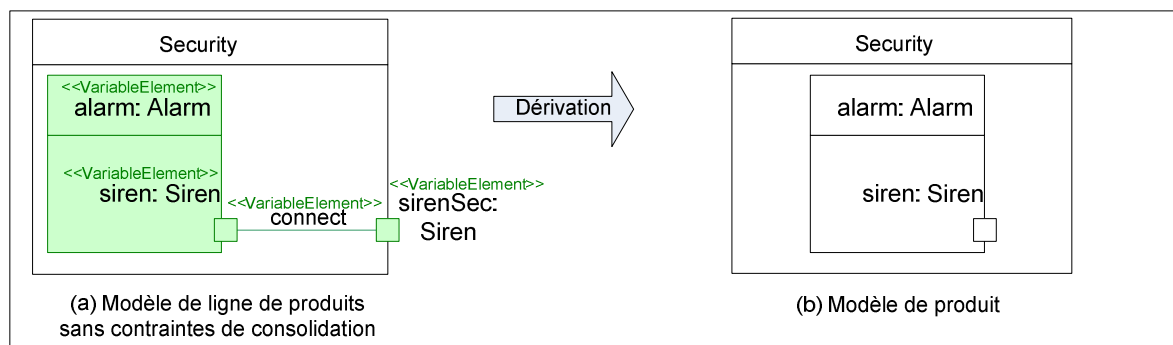 Security
<<VariableElement>>
alarm: Alarm
<<VariableElement>>
siren: Siren
<<VariableElement>>
connect
<<VariableElement>>
sirenSec:
Siren
(a) Modèle de ligne de produits
sans contraintes de consolidation
Dérivation
Security
alarm: Alarm
siren: Siren
(b) Modèle de produit